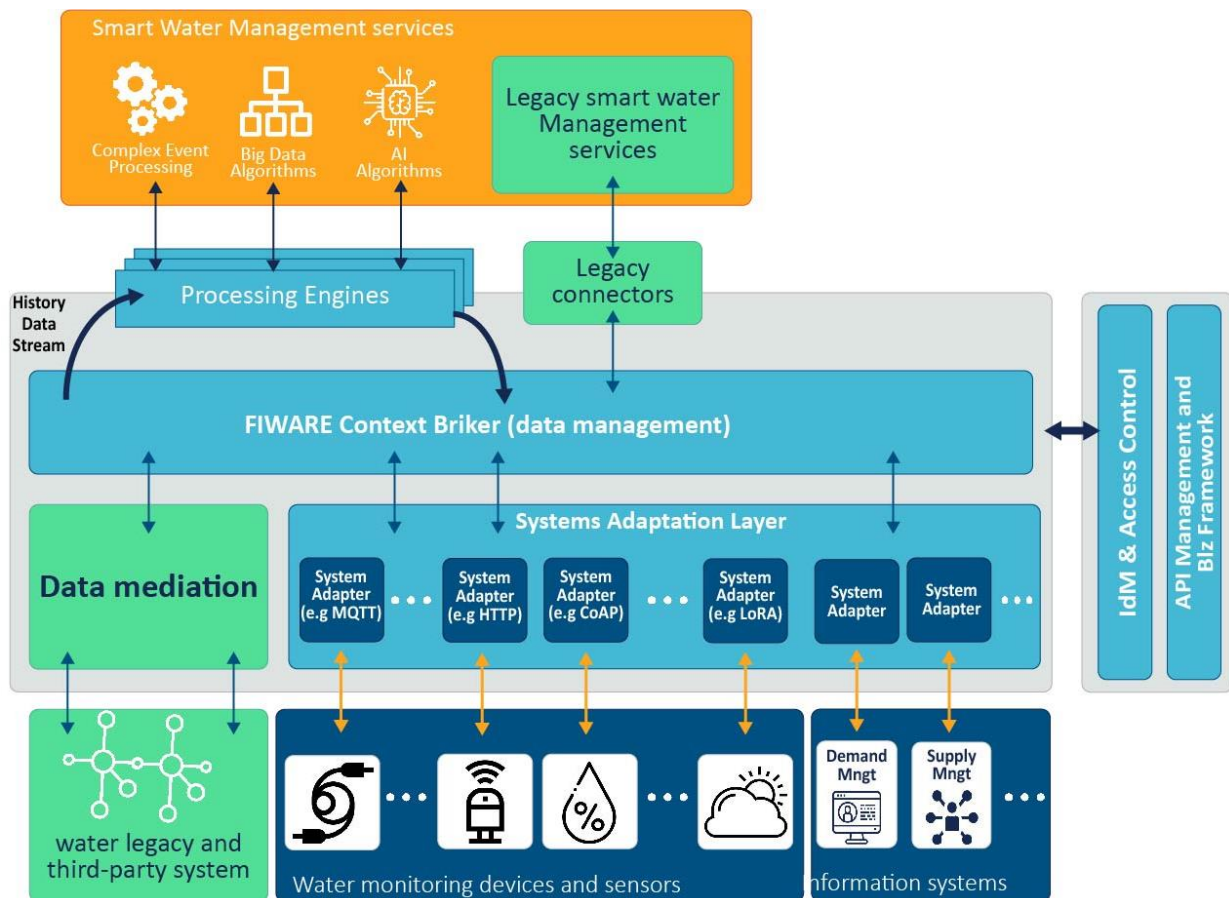 Smart Water Management services
Complex Event
Processing
Big Data
Algorithms
AI
Algorithms
Legacy smart water
Management
services
Processing Engines
Legacy
connectors
History
Data
Stream
FIWARE Context Briker (data management)
IdM & Access Control
API Management and
BIz Framework
Data mediation
Systems Adaptation Layer
System
Adapter
(e.g MQTT)
System
Adapter
(e.g HTTP)
System
Adapter
(e.g CoAP)
System
Adapter
(e.g LoRA)
System
Adapter
System
Adapter
water legacy and
third-party system
%
Demand
Mngt
Supply
Mngt
Water monitoring devices and sensors
Information systems